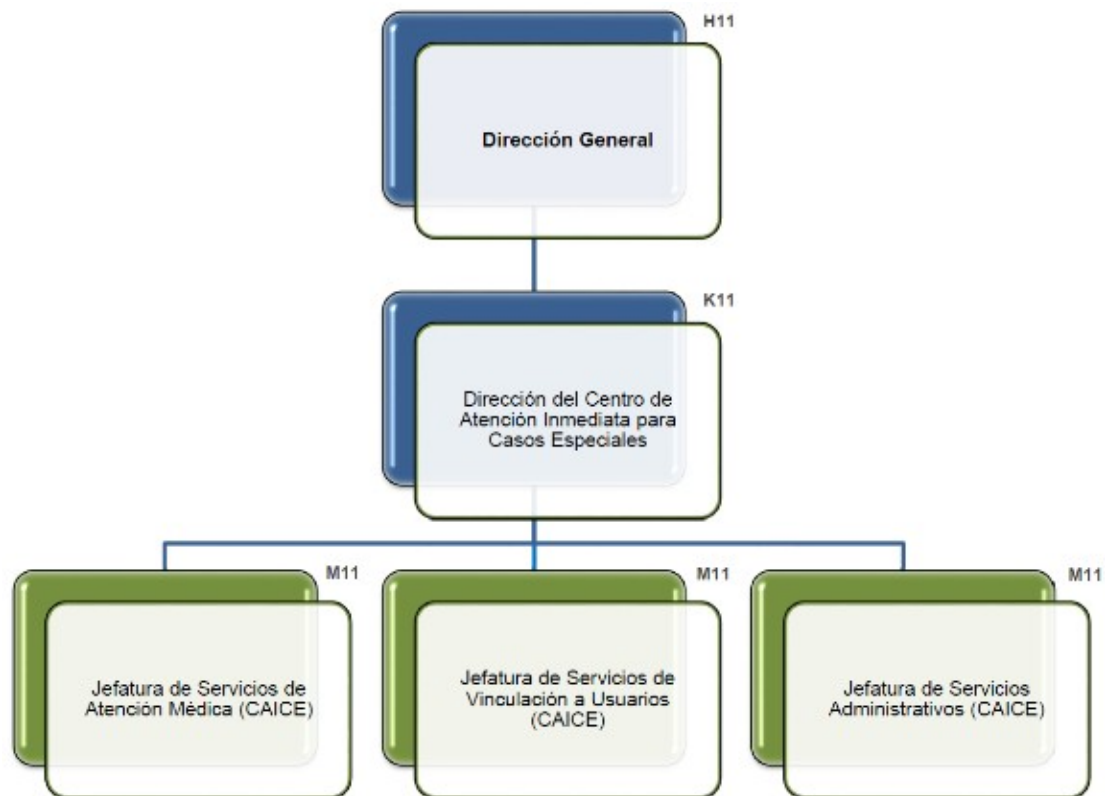 H11
Dirección General
K11
Dirección del Centro de
Atención Inmediata para
Casos Especiales
M11
Jefatura de Servicios de
Atención Médica (CAICE)
M11
Jefatura de Servicios de
Vinculación a Usuarios
(CAICE)
M11
Jefatura de Servicios
Administrativos (CAICE)